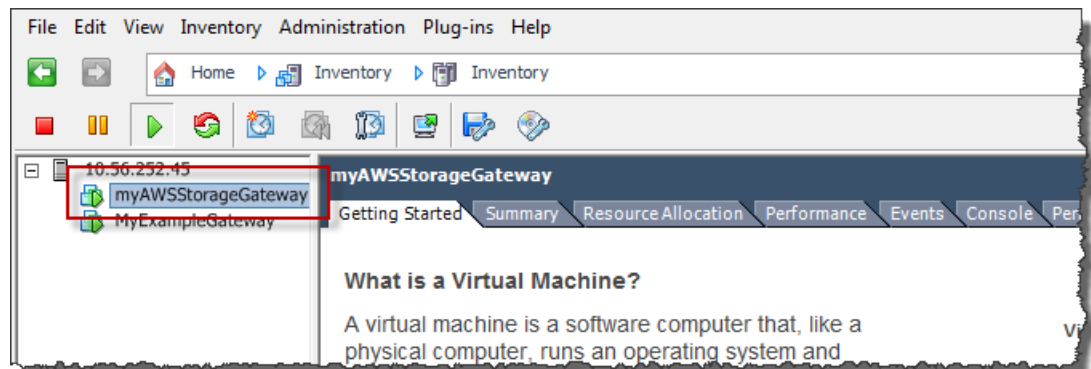 File Edit View Inventory Administration Plug-ins Help
Home Inventory Inventory
10.56.252.45
myAWSStorageGateway
MyExampleGateway
myAWSStorageGateway
Getting Started Summary Resource Allocation Performance Events Console Per
What is a Virtual Machine?
A virtual machine is a software computer that, like a
physical computer, runs an operating system and